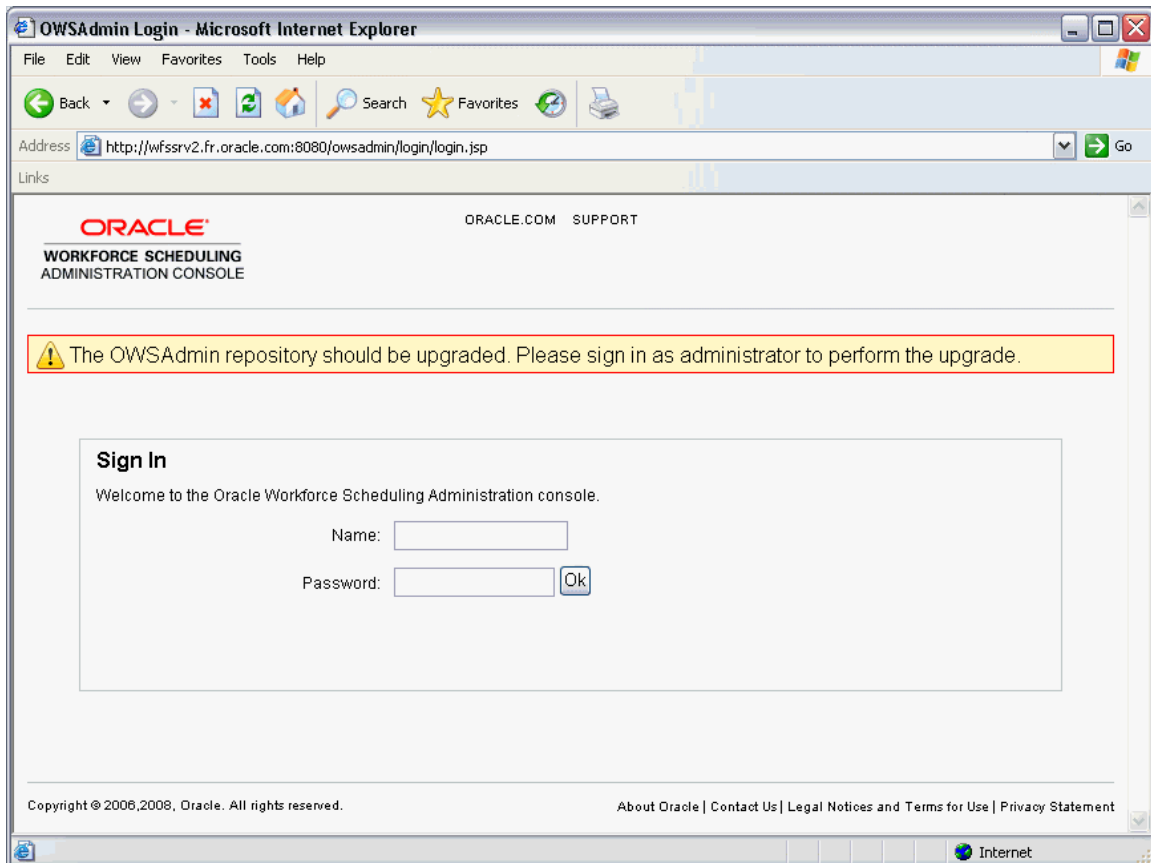 OWSAdmin Login - Microsoft Internet Explorer
File Edit View Favorites Tools Help
Back Search Favorites
Address http://wfssrv2.fr.oracle.com:8080/owsadmin/login/login.jsp Go
Links
ORACLE.COM SUPPORT
ORACLE
WORKFORCE SCHEDULING
ADMINISTRATION CONSOLE
The OWSAdmin repository should be upgraded. Please sign in as administrator to perform the upgrade.
Sign In
Welcome to the Oracle Workforce Scheduling Administration console.
Name:
Password: Ok
Copyright © 2006,2008, Oracle. All rights reserved. About Oracle | Contact Us | Legal Notices and Terms for Use | Privacy Statement
Internet